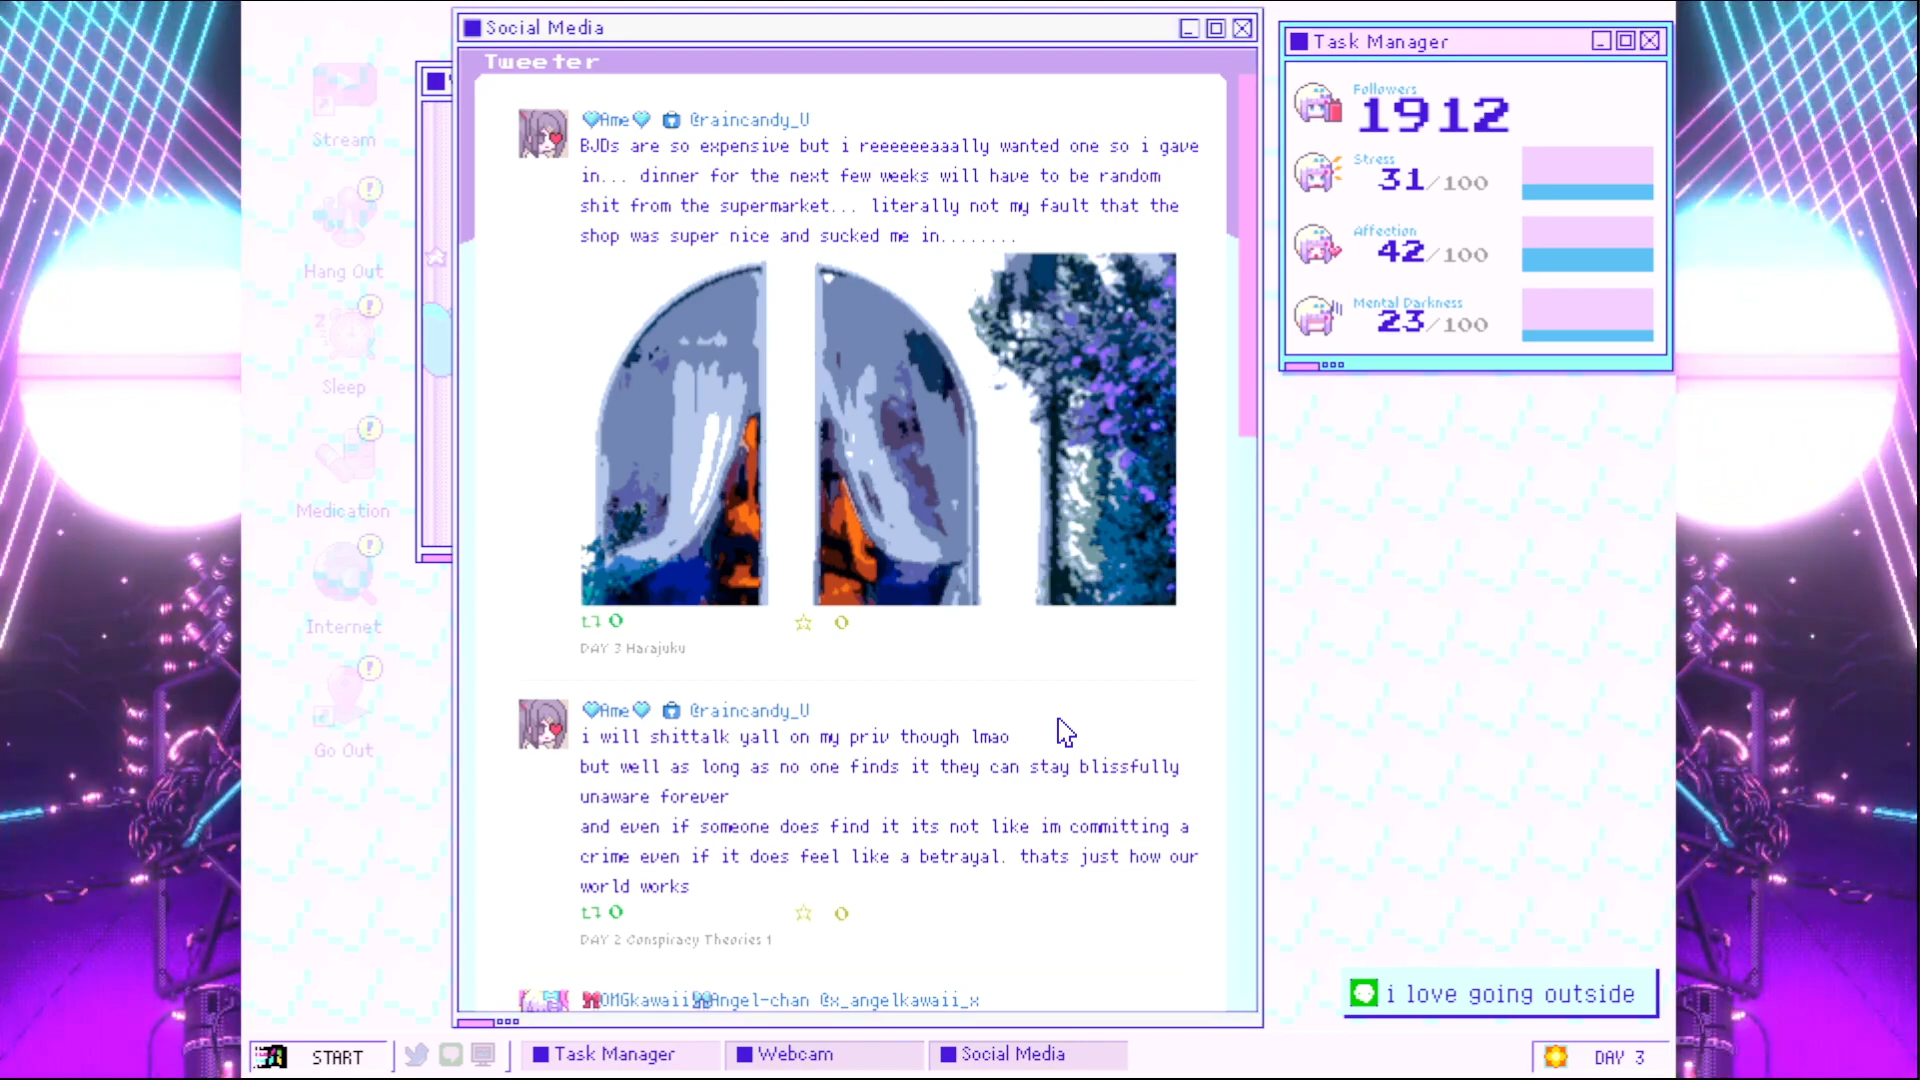 Social Media
Tweeter
Ame @raincandy_U
BJDs are so expensive but i reeeeeeaaally wanted one so i gave
in... dinner for the next few weeks will have to be random
shit from the supermarket... literally not my fault that the
shop was super nice and sucked me in........
0 0
DAY 3 Harajuku
Ame @raincandy_U
i will shittalk yall on my priv though lmao
but well as long as no one finds it they can stay blissfully
unaware forever
and even if someone does find it its not like im committing a
crime even if it does feel like a betrayal. thats just how our
world works
0 0
DAY 2 Conspiracy Theories 1
OMGkawaii Angel-chan @x_angelkawaii_x
Task Manager
Followers
1912
Stress
31/100
Affection
42/100
Mental Darkness
23/100
Stream
Hang Out
Sleep
Medication
Internet
Go Out
i love going outside
START
Task Manager
Webcam
Social Media
DAY 3